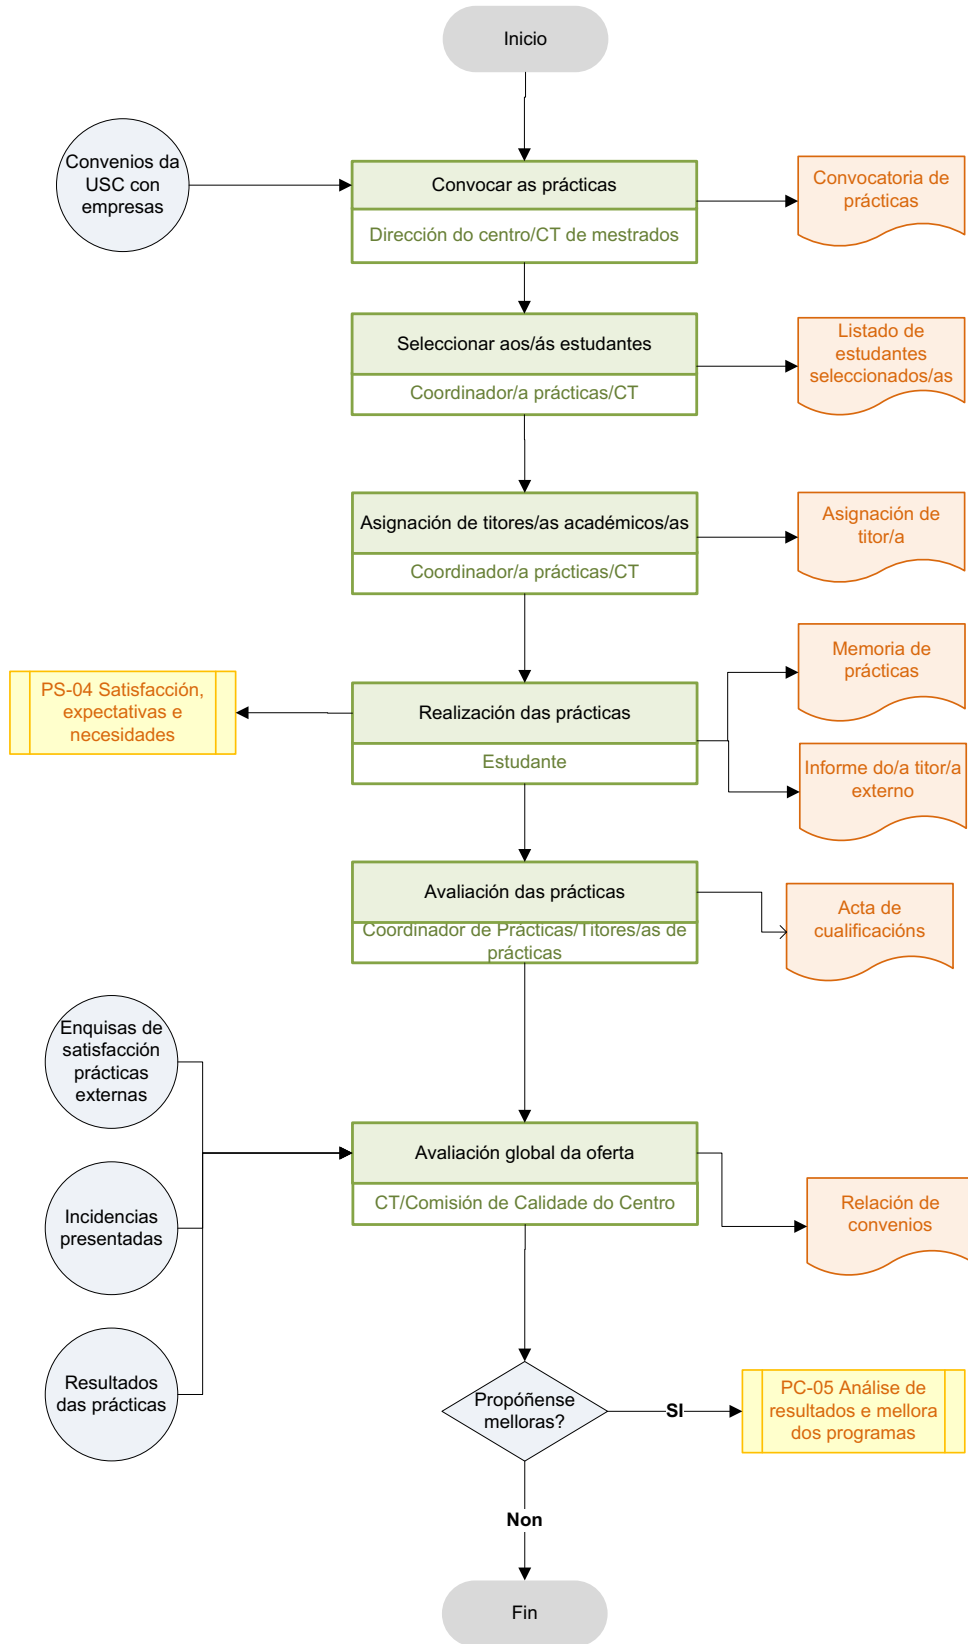 Inicio
Convenios da
USC con
empresas
Convocar as prácticas
Dirección do centro/CT de mestrados
Convocatoria de
prácticas
Seleccionar aos/ás estudantes
Coordinador/a prácticas/CT
Listado de
estudantes
seleccionados/as
Asignación de titores/as académicos/as
Coordinador/a prácticas/CT
Asignación de
titor/a
PS-04 Satisfacción,
expectativas e
necesidades
Realización das prácticas
Estudante
Memoria de
prácticas
Informe do/a titor/a
externo
Avaliación das prácticas
Coordinador de Prácticas/Titores/as de
prácticas
Acta de
cualificacións
Enquisas de
satisfacción
prácticas
externas
Incidencias
presentadas
Resultados
das prácticas
Avaliación global da oferta
CT/Comisión de Calidade do Centro
Relación de
convenios
Propóñense
melloras?
SI
PC-05 Análise de
resultados e mellora
dos programas
Non
Fin